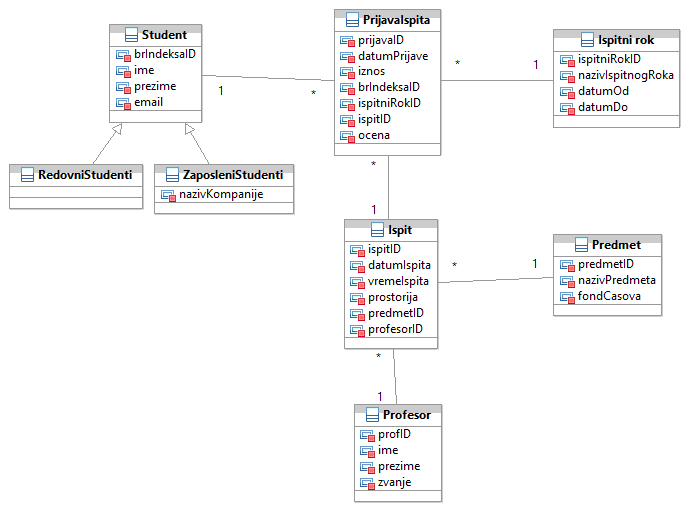 Student
brIndeksaID
ime
prezime
email
PrijavaIspita
prijavaID
datumPrijave
iznos
brIndeksaID
ispitniRokID
ispitID
ocena
Ispitni rok
ispitniRokID
nazivIspitnogRoka
datumOd
datumDo
1
*
*
1
RedovniStudenti
ZaposleniStudenti
nazivKompanije
*
1
Ispit
ispitID
datumIspita
vremeIspita
prostorija
predmetID
profesorID
*
1
Predmet
predmetID
nazivPredmeta
fondCasova
*
1
Profesor
profID
ime
prezime
zvanje